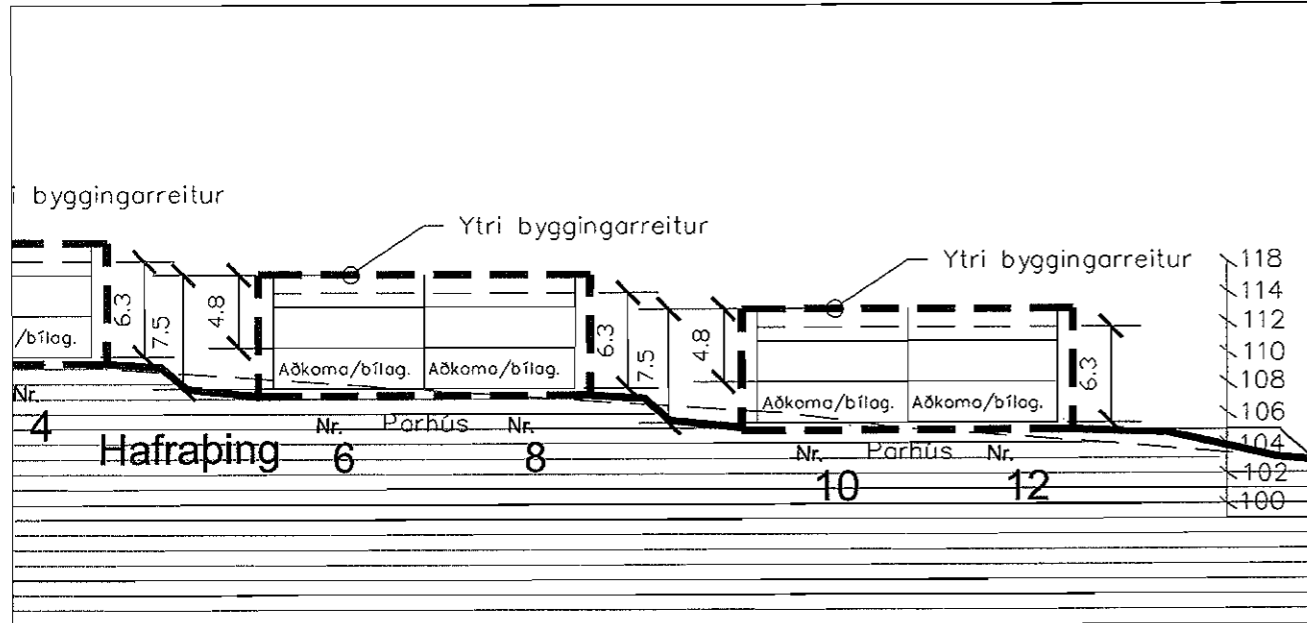 i byggingarreitur
Ytri byggingarreitur
Ytri byggingarreitur
118
114
112
110
108
106
104
102
100
6.3
7.5
4.8
6.3
7.5
4.8
6.3
/bílag.
Aðkoma/bílag.
Aðkoma/bílag.
Aðkoma/bílag.
Aðkoma/bílag.
Nr.
4
Hafraþing
Nr.
6
Parhús
Nr.
8
Nr.
10
Parhús
Nr.
12